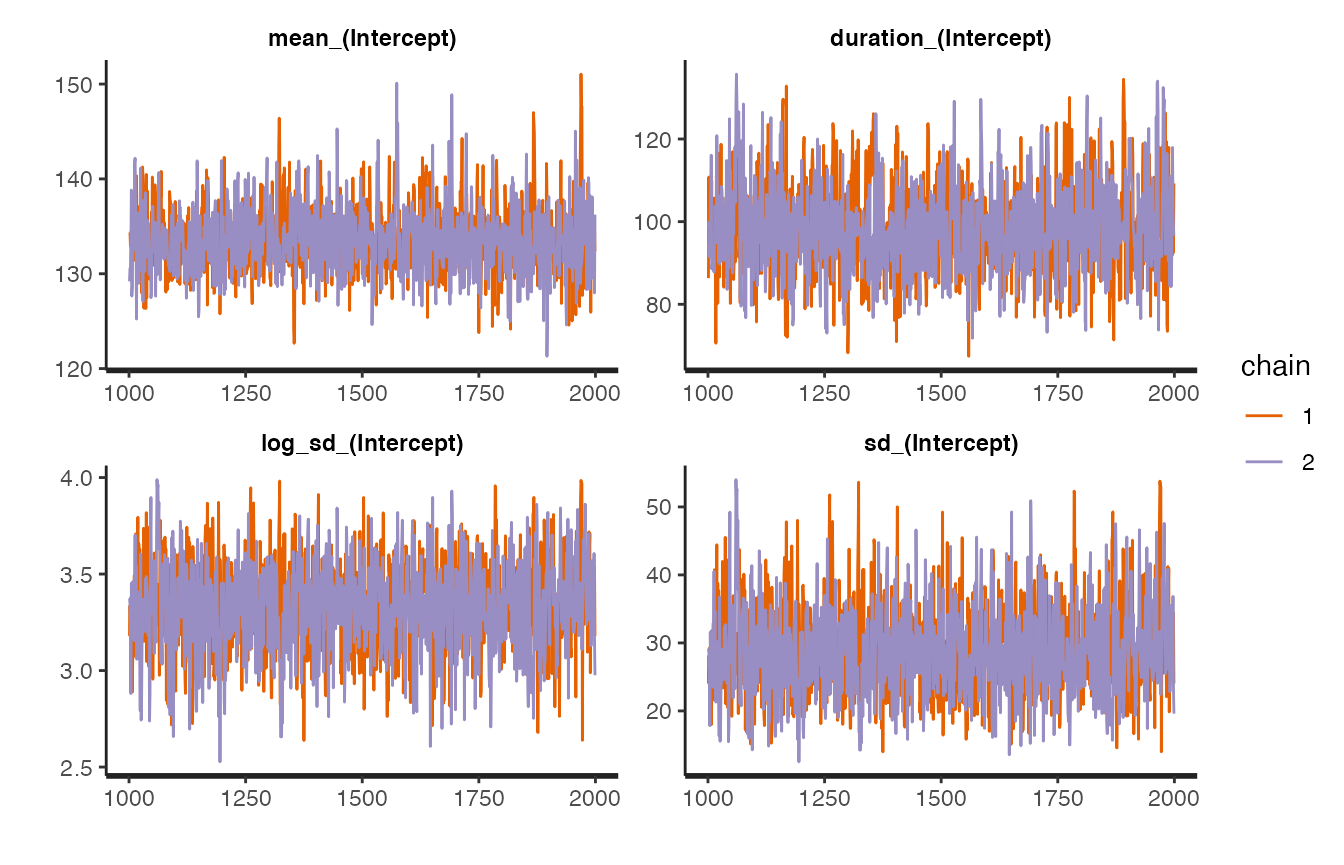 mean_(Intercept)
duration_(Intercept)
150
140
130
120
1000 1250 1500 1750 2000
120
100
80
1000 1250 1500 1750 2000
log_sd_(Intercept)
sd_(Intercept)
4.0
3.5
3.0
2.5
1000 1250 1500 1750 2000
50
40
30
20
1000 1250 1500 1750 2000
chain
1
2